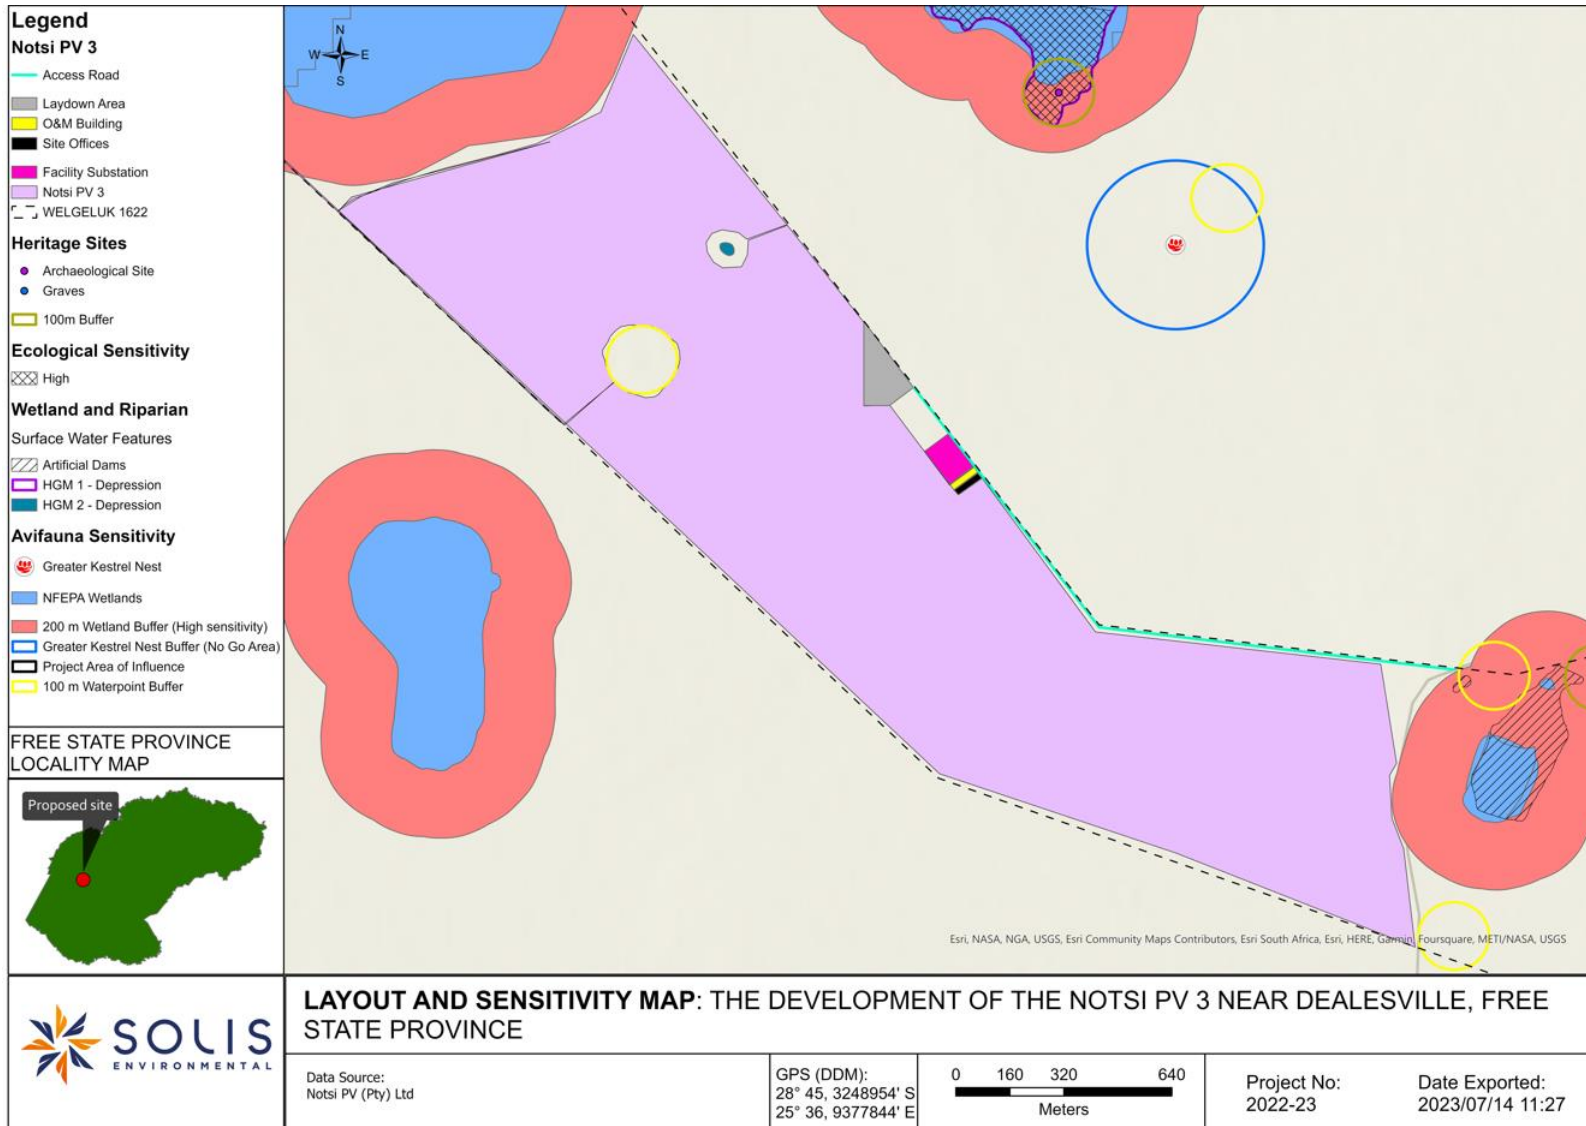 Legend
Notsi PV 3
Access Road
Laydown Area
O&M Building
Site Offices
Facility Substation
Notsi PV 3
WELGELUK 1622
Heritage Sites
Archaeological Site
Graves
100m Buffer
Ecological Sensitivity
High
Wetland and Riparian
Surface Water Features
Artificial Dams
HGM 1 - Depression
HGM 2 - Depression
Avifauna Sensitivity
Greater Kestrel Nest
NFEPA Wetlands
200 m Wetland Buffer (High sensitivity)
Greater Kestrel Nest Buffer (No Go Area)
Project Area of Influence
100 m Waterpoint Buffer
FREE STATE PROVINCE
LOCALITY MAP
Proposed site
N
W E
S
Esri, NASA, NGA, USGS, Esri Community Maps Contributors, Esri South Africa, Esri, HERE, Garmin, Foursquare, METI/NASA, USGS
SOLIS
ENVIRONMENTAL
LAYOUT AND SENSITIVITY MAP: THE DEVELOPMENT OF THE NOTSI PV 3 NEAR DEALESVILLE, FREE
STATE PROVINCE
Data Source:
Notsi PV (Pty) Ltd
GPS (DDM):
28° 45, 3248954' S
25° 36, 9377844' E
0 160 320 640
Meters
Project No:
2022-23
Date Exported:
2023/07/14 11:27